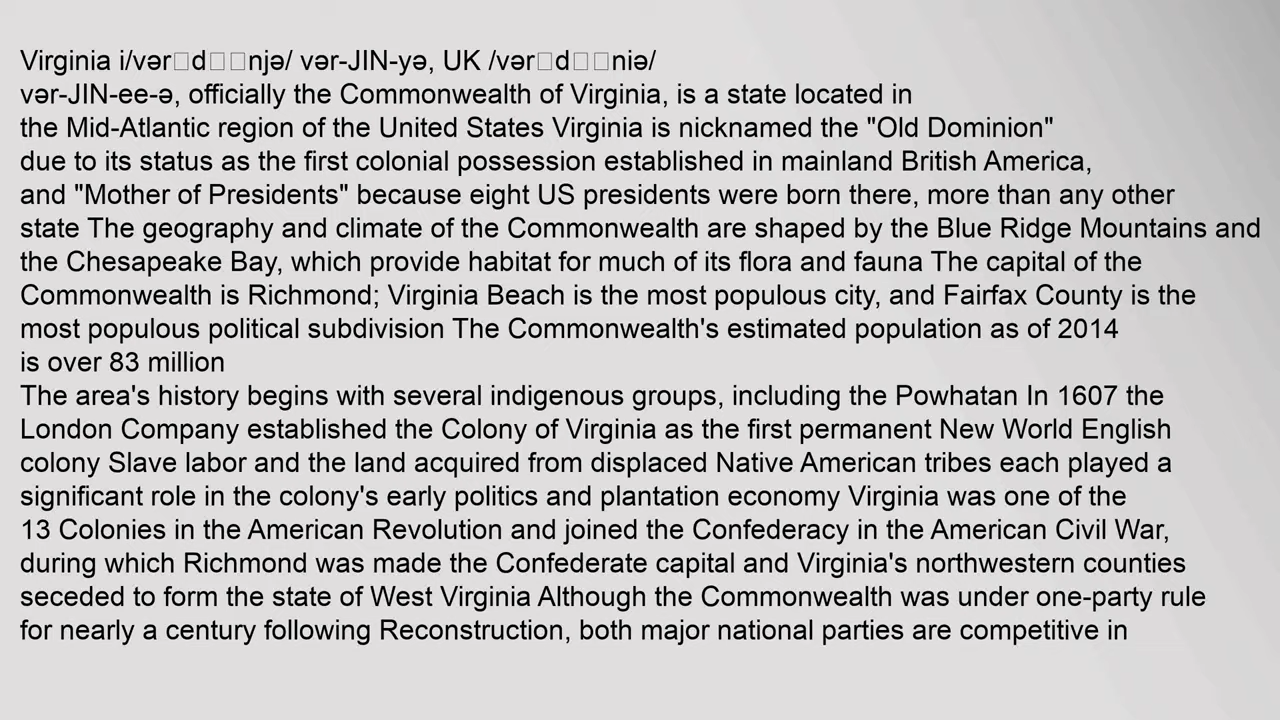 Virginia i/vər□d□□njə/ vər-JIN-yə, UK /vər□d□□niə/
vər-JIN-ee-ə, officially the Commonwealth of Virginia, is a state located in
the Mid-Atlantic region of the United States Virginia is nicknamed the "Old Dominion"
due to its status as the first colonial possession established in mainland British America,
and "Mother of Presidents" because eight US presidents were born there, more than any other
state The geography and climate of the Commonwealth are shaped by the Blue Ridge Mountains and
the Chesapeake Bay, which provide habitat for much of its flora and fauna The capital of the
Commonwealth is Richmond; Virginia Beach is the most populous city, and Fairfax County is the
most populous political subdivision The Commonwealth's estimated population as of 2014
is over 83 million
The area's history begins with several indigenous groups, including the Powhatan In 1607 the
London Company established the Colony of Virginia as the first permanent New World English
colony Slave labor and the land acquired from displaced Native American tribes each played a
significant role in the colony's early politics and plantation economy Virginia was one of the
13 Colonies in the American Revolution and joined the Confederacy in the American Civil War,
during which Richmond was made the Confederate capital and Virginia's northwestern counties
seceded to form the state of West Virginia Although the Commonwealth was under one-party rule
for nearly a century following Reconstruction, both major national parties are competitive in